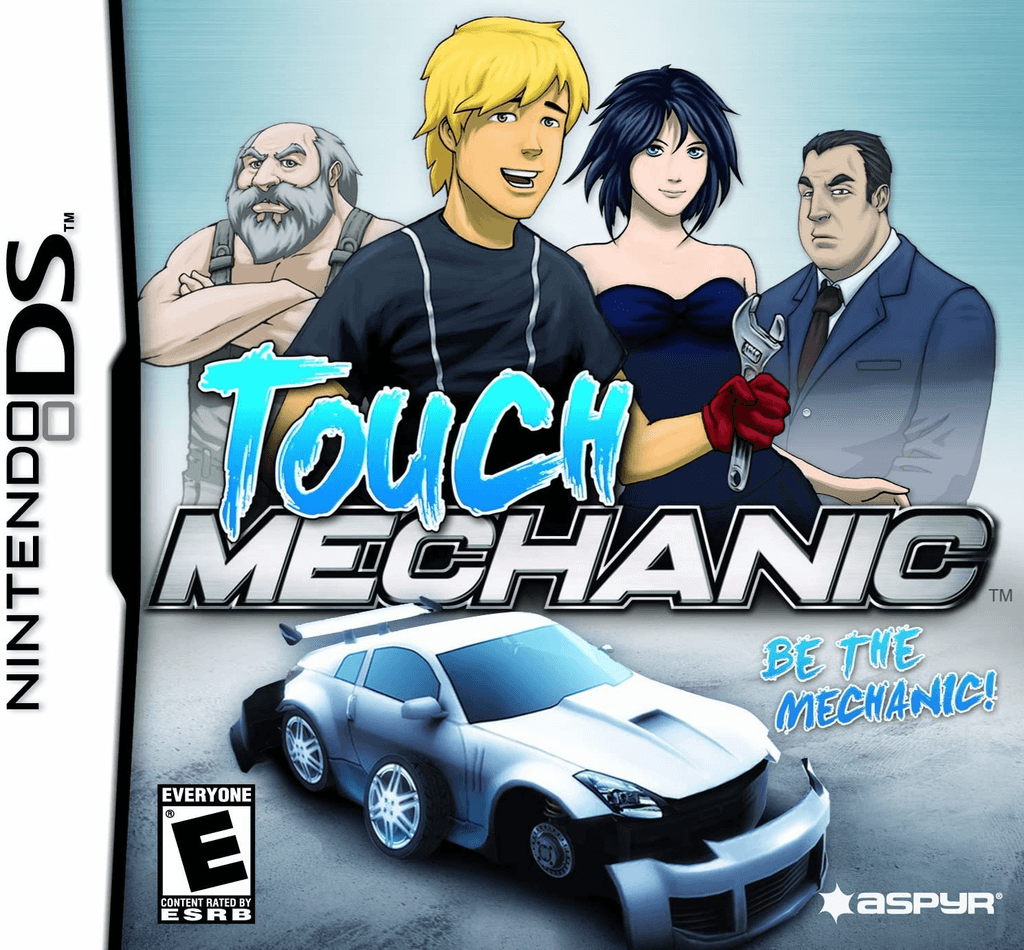 NINTENDO DS™
TOUCH
MECHANIC™
BE THE
MECHANIC!
EVERYONE
E®
CONTENT RATED BY
ESRB
ASPYR®